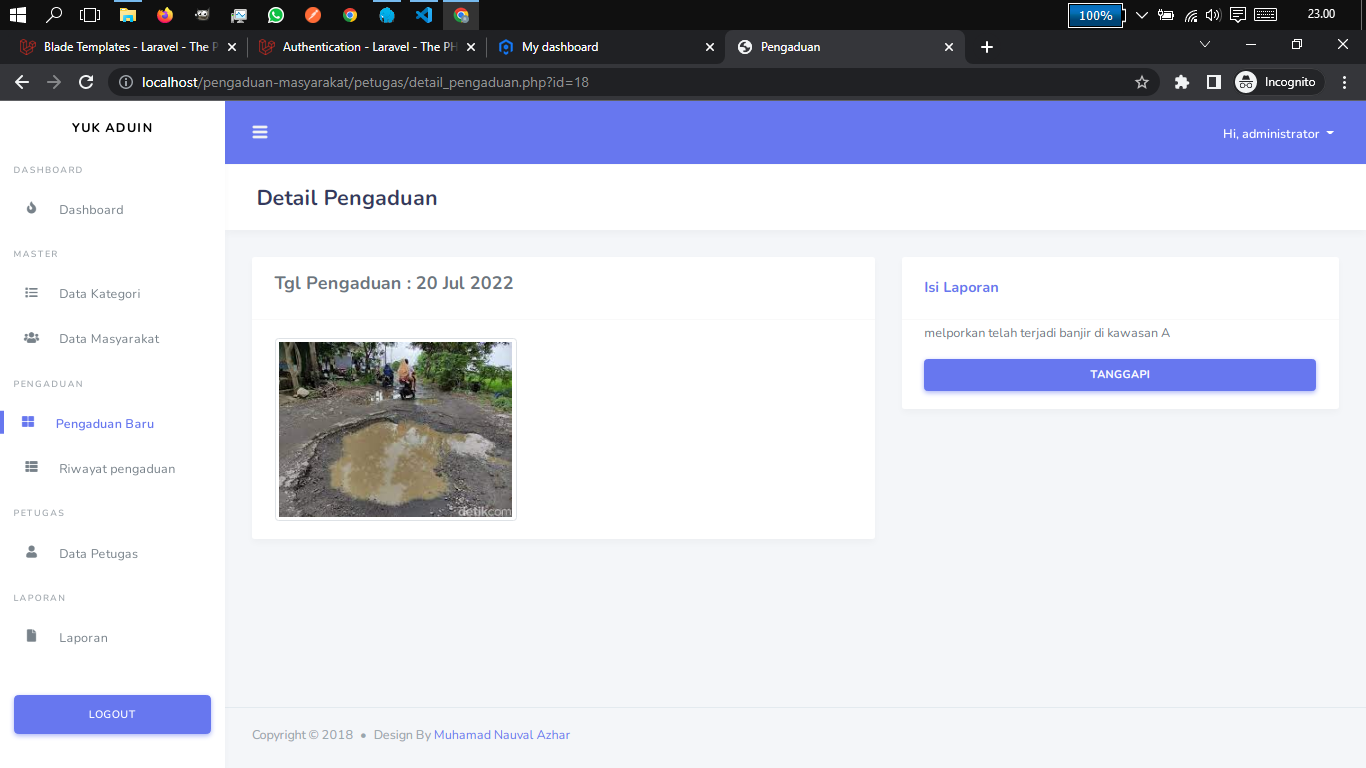 100%
23.00
Blade Templates - Laravel - The P
Authentication - Laravel - The PH
My dashboard
Pengaduan
localhost/pengaduan-masyarakat/petugas/detail_pengaduan.php?id=18
Incognito
YUK ADUIN
Hi, administrator
DASHBOARD
Dashboard
MASTER
Data Kategori
Data Masyarakat
PENGADUAN
Pengaduan Baru
Riwayat pengaduan
PETUGAS
Data Petugas
LAPORAN
Laporan
LOGOUT
Detail Pengaduan
Tgl Pengaduan : 20 Jul 2022
detikcom
Isi Laporan
melporkan telah terjadi banjir di kawasan A
TANGGAPI
Copyright © 2018 • Design By Muhamad Nauval Azhar